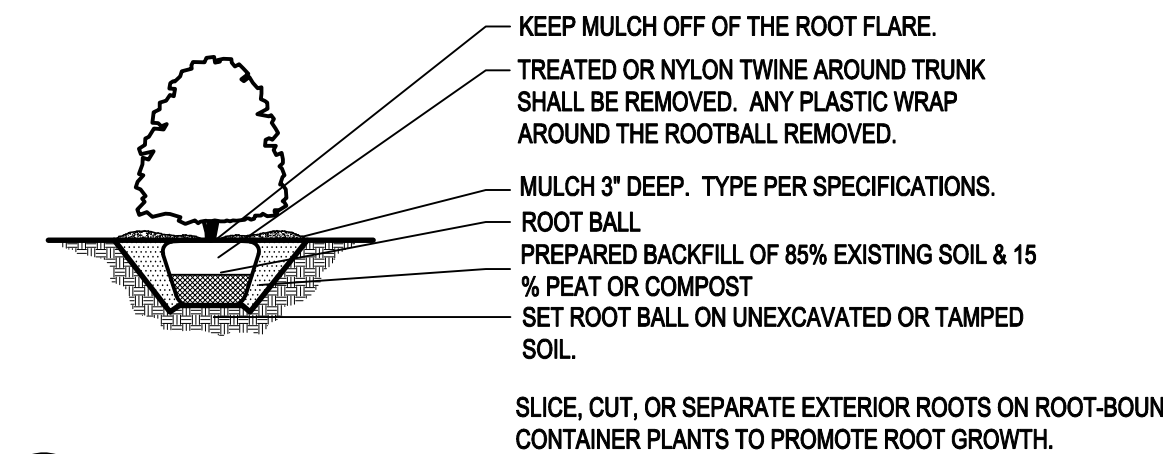 KEEP MULCH OFF OF THE ROOT FLARE.
TREATED OR NYLON TWINE AROUND TRUNK
SHALL BE REMOVED. ANY PLASTIC WRAP
AROUND THE ROOTBALL REMOVED.
MULCH 3" DEEP. TYPE PER SPECIFICATIONS.
ROOT BALL
PREPARED BACKFILL OF 85% EXISTING SOIL & 15
% PEAT OR COMPOST
SET ROOT BALL ON UNEXCAVATED OR TAMPED
SOIL.
SLICE, CUT, OR SEPARATE EXTERIOR ROOTS ON ROOT-BOUN
CONTAINER PLANTS TO PROMOTE ROOT GROWTH.